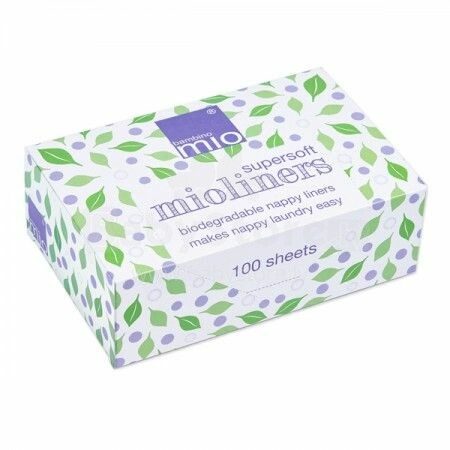 bambino
mio®
supersoft
mioliners
biodegradable nappy liners
makes nappy laundry easy
100 sheets